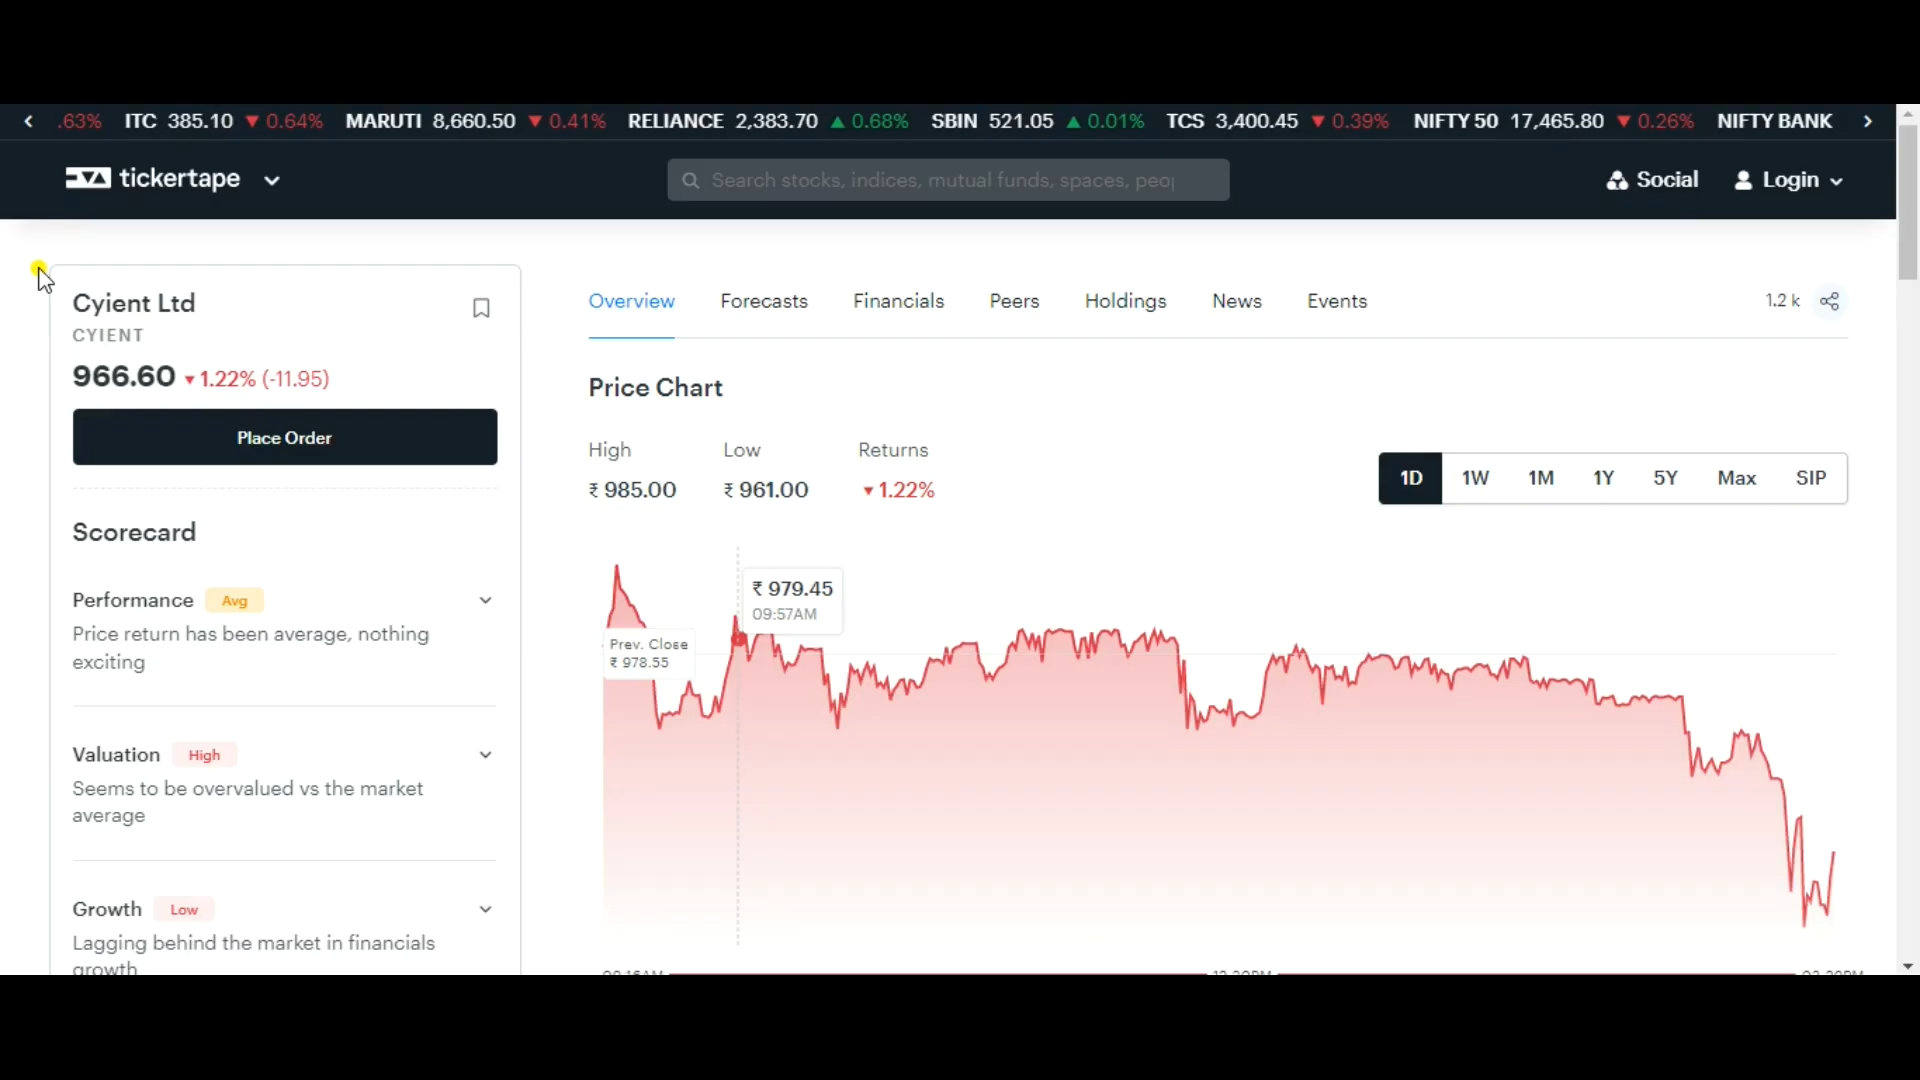 .63% ITC 385.10 ▼ 0.64% MARUTI 8,660.50 ▼ 0.41% RELIANCE 2,383.70 ▲ 0.68% SBIN 521.05 ▲ 0.01% TCS 3,400.45 ▼ 0.39% NIFTY 50 17,465.80 ▼ 0.26% NIFTY BANK
tickertape
Search stocks, indices, mutual funds, spaces, peo
Social
Login
Cyient Ltd
CYIENT
966.60 ▼ 1.22% (-11.95)
Place Order
Scorecard
Performance Avg
Price return has been average, nothing
exciting
Valuation High
Seems to be overvalued vs the market
average
Growth Low
Lagging behind the market in financials
growth
Overview Forecasts Financials Peers Holdings News Events
1.2 k
Price Chart
High Low Returns
₹ 985.00 ₹ 961.00 ▼ 1.22%
1D 1W 1M 1Y 5Y Max SIP
₹ 979.45
09:57AM
Prev. Close
₹ 978.55